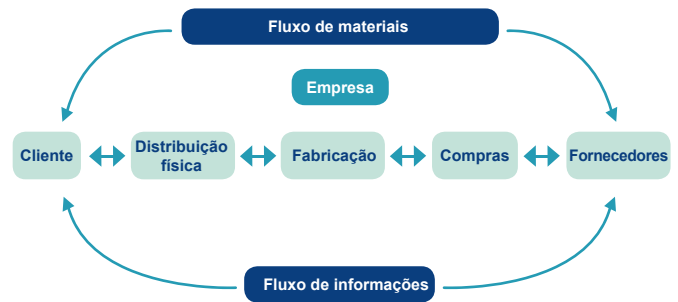 Fluxo de materiais
Empresa
Cliente
Distribuição
física
Fabricação
Compras
Fornecedores
Fluxo de informações